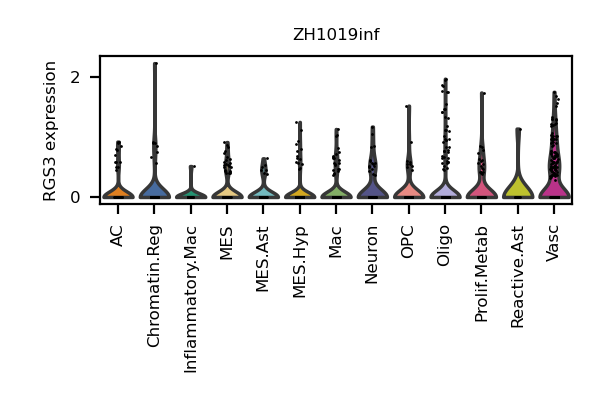 ZH1019inf
RGS3 expression
2
0
AC
Chromatin.Reg
Inflammatory.Mac
MES
MES.Ast
MES.Hyp
Mac
Neuron
OPC
Oligo
Prolif.Metab
Reactive.Ast
Vasc